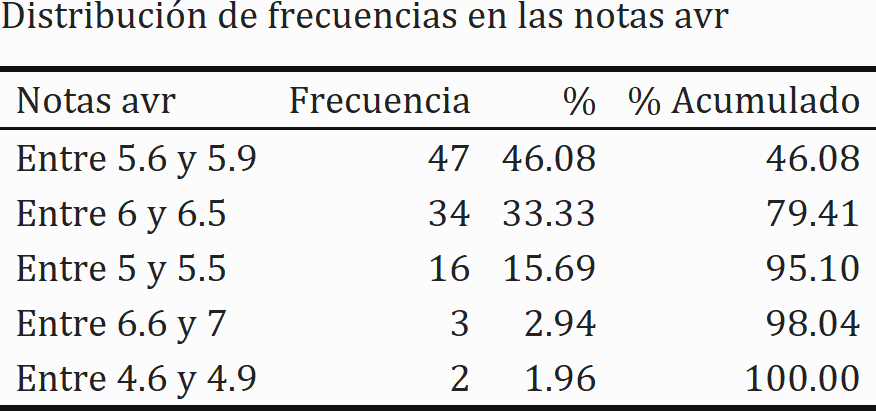 Distribución de frecuencias en las notas avr
Notas avr Frecuencia % % Acumulado
Entre 5.6 y 5.9 47 46.08 46.08
Entre 6 y 6.5 34 33.33 79.41
Entre 5 y 5.5 16 15.69 95.10
Entre 6.6 y 7 3 2.94 98.04
Entre 4.6 y 4.9 2 1.96 100.00